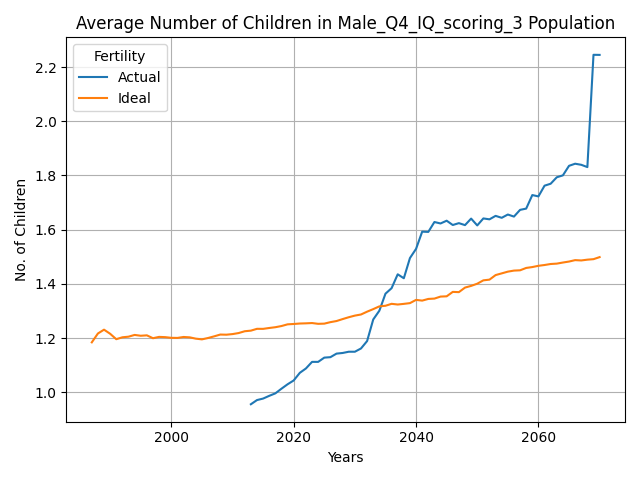 Average Number of Children in Male_Q4_IQ_scoring_3 Population
Fertility
Actual
Ideal
No. of Children
2.2
2.0
1.8
1.6
1.4
1.2
1.0
2000
2020
2040
2060
Years